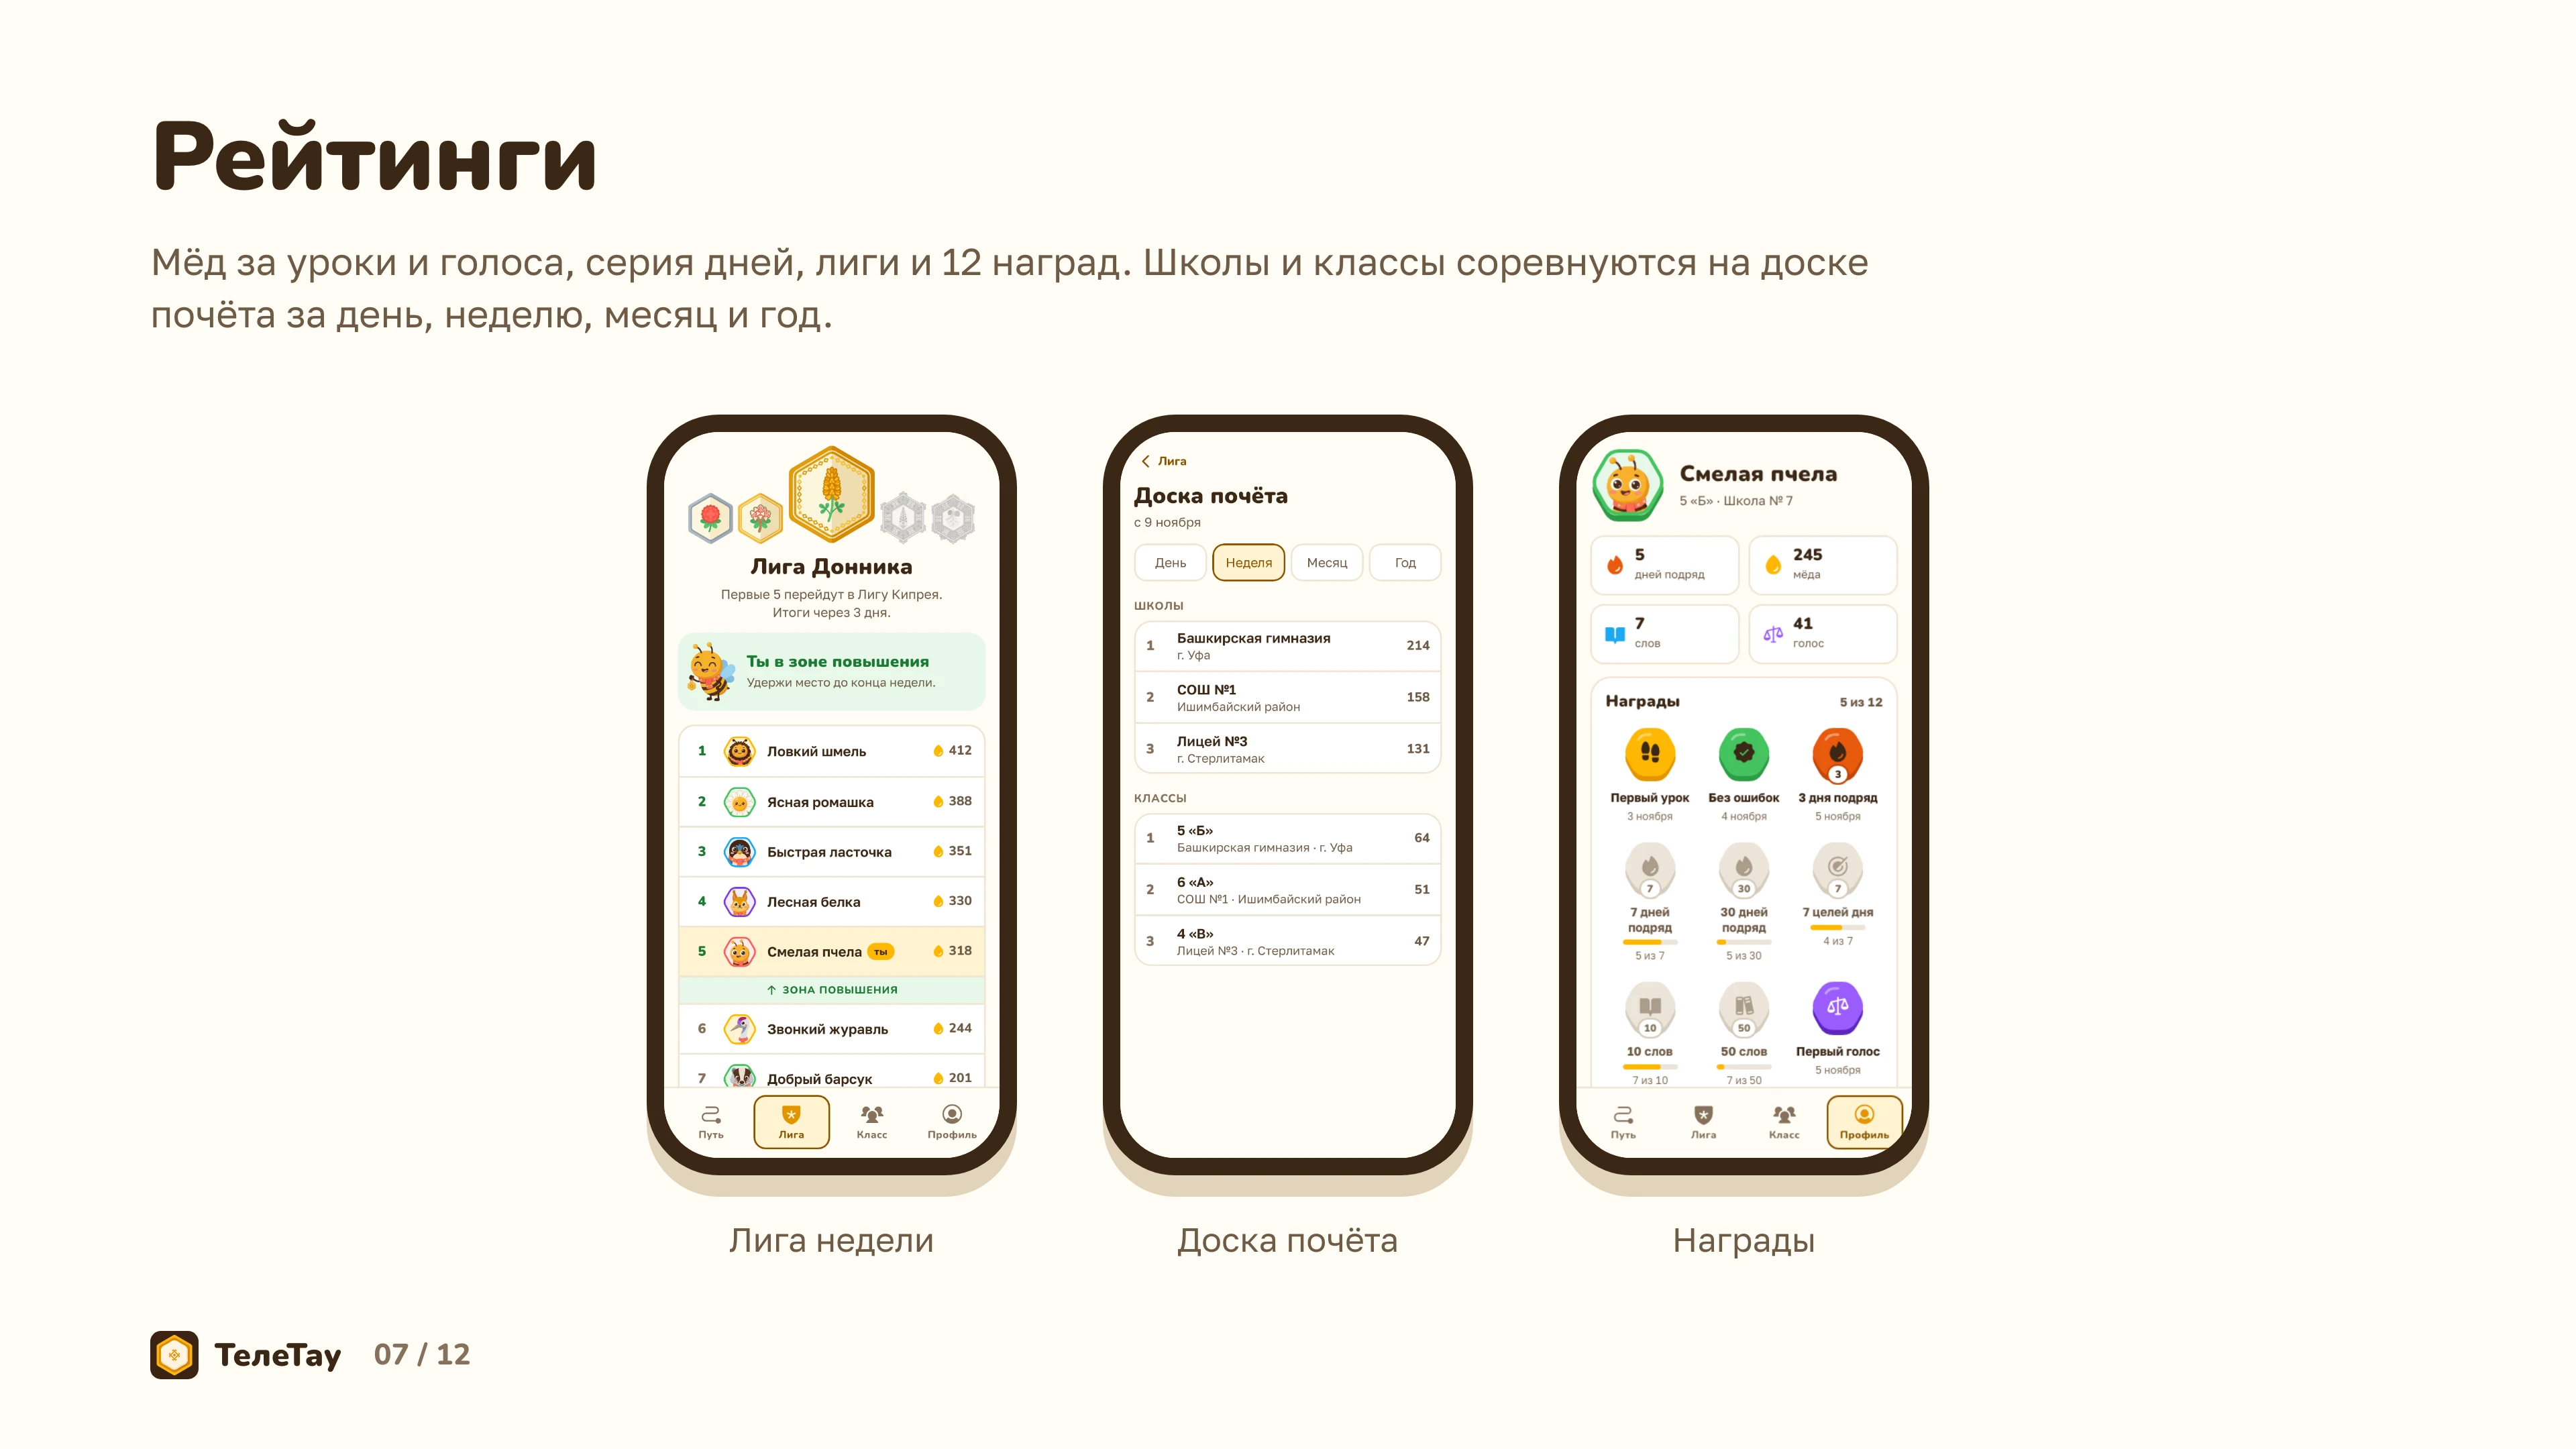 Рейтинги
Мёд за уроки и голоса, серия дней, лиги и 12 наград. Школы и классы соревнуются на доске
почёта за день, неделю, месяц и год.
Лига Донника
Первые 5 перейдут в Лигу Кипрея.
Итоги через 3 дня.
Ты в зоне повышения
Удержи место до конца недели.
1 Ловкий шмель 412
2 Ясная ромашка 388
3 Быстрая ласточка 351
4 Лесная белка 330
5 Смелая пчела ты 318
↑ ЗОНА ПОВЫШЕНИЯ
6 Звонкий журавль 244
7 Добрый барсук 201
Путь Лига Класс Профиль
Лига недели
Лига
Доска почёта
с 9 ноября
День Неделя Месяц Год
ШКОЛЫ
1 Башкирская гимназия 214
г. Уфа
2 СОШ №1 158
Ишимбайский район
3 Лицей №3 131
г. Стерлитамак
КЛАССЫ
1 5 «Б» 64
Башкирская гимназия · г. Уфа
2 6 «А» 51
СОШ №1 · Ишимбайский район
3 4 «В» 47
Лицей №3 · г. Стерлитамак
Доска почёта
Смелая пчела
5 «Б» · Школа № 7
5 245
дней подряд мёда
7 41
слов голос
Награды 5 из 12
3
Первый урок Без ошибок 3 дня подряд
3 ноября 4 ноября 5 ноября
7 30 7
7 дней 30 дней 7 целей дня
подряд подряд
4 из 7
5 из 7 5 из 30
10 50
10 слов 50 слов Первый голос
5 ноября
7 из 10 7 из 50
Путь Лига Класс Профиль
Награды
ТелеТау 07 / 12